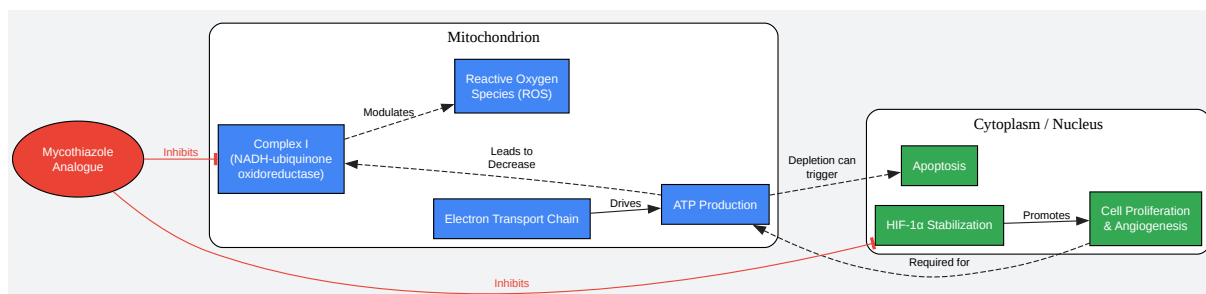 Mitochondrion
Reactive Oxygen
Species (ROS)
Modulates
Cytoplasm / Nucleus
Complex I
(NADH-ubiquinone
oxidoreductase)
Mycothiazole
Analogue
Inhibits
Leads to
Decrease
Depletion can
trigger
Apoptosis
Electron Transport Chain
Drives
ATP Production
HIF-1α Stabilization
Promotes
Cell Proliferation
& Angiogenesis
Required for
Inhibits